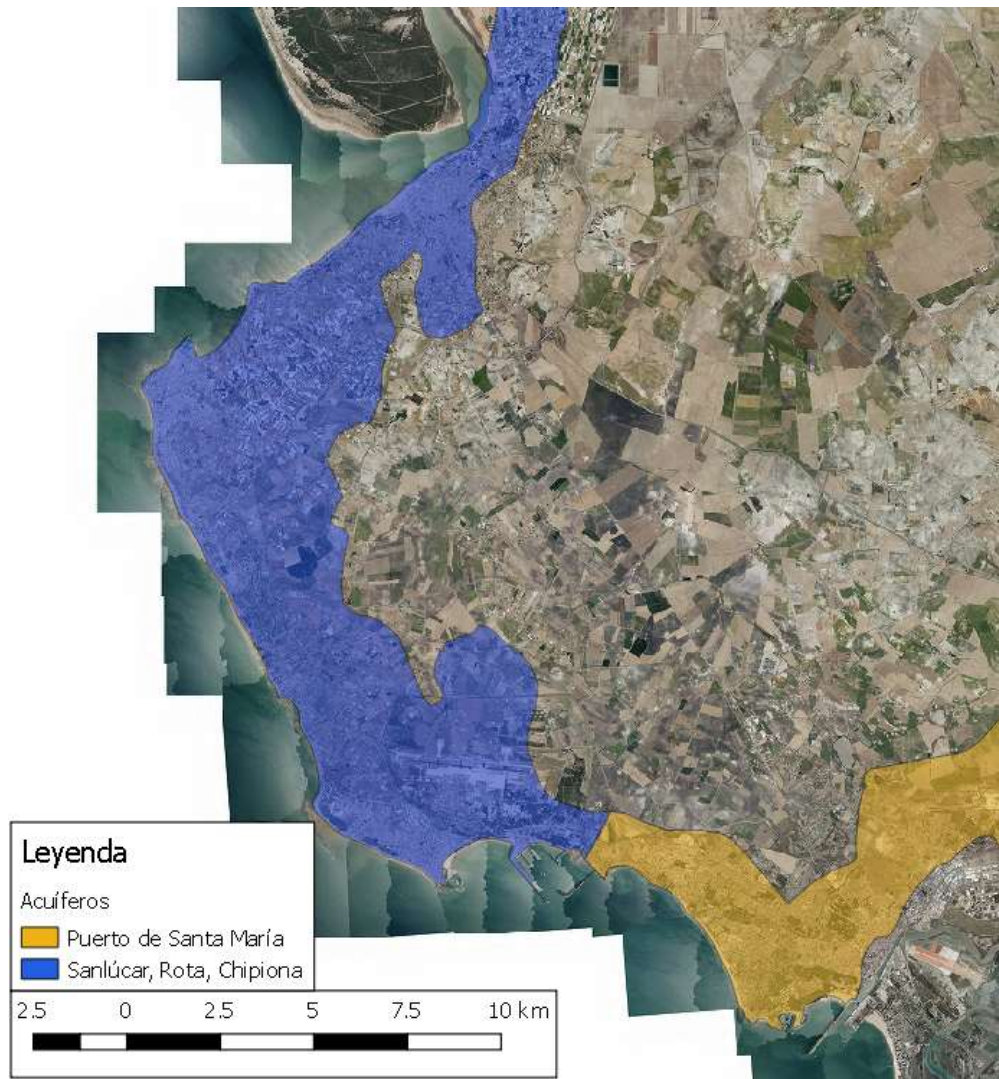 Leyenda
Acuíferos
Puerto de Santa María
Sanlúcar, Rota, Chipiona
2.5 0 2.5 5 7.5 10 km